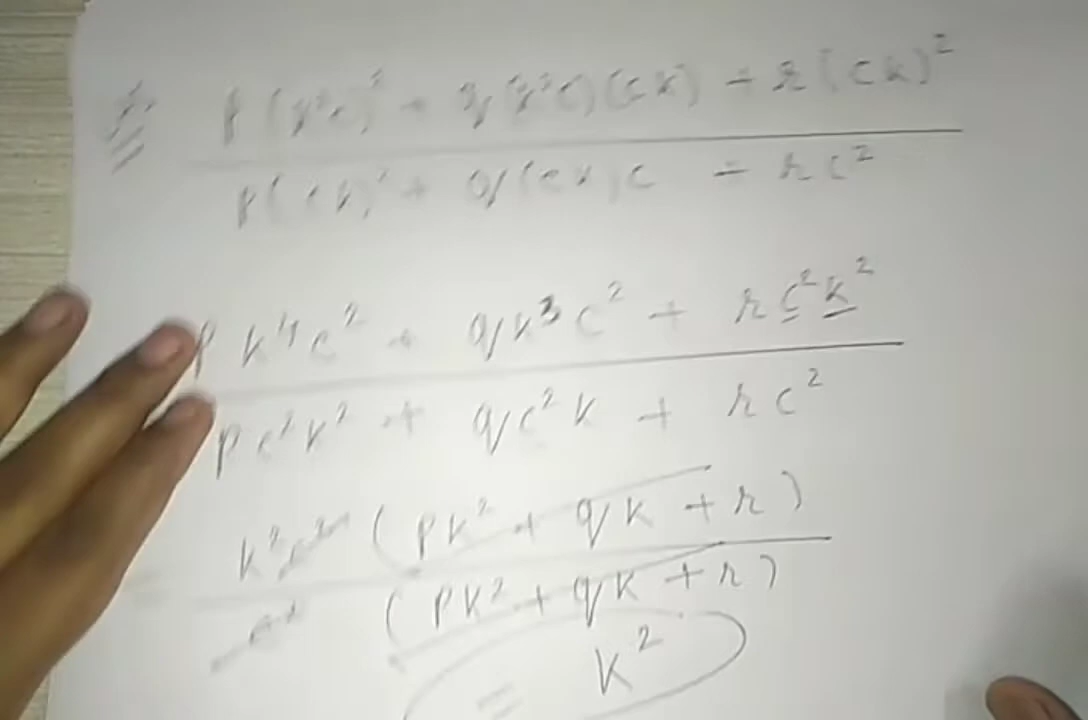 p(k²c)² + q(k²c)(ck) + r(ck)²
p(ck)² + q(ck)c + rc²
pk⁴c² + qk³c² + rc²k²
pc²k² + qc²k + rc²
k²c² (pk² + qk + r)
c² (pk² + qk + r)
= k²